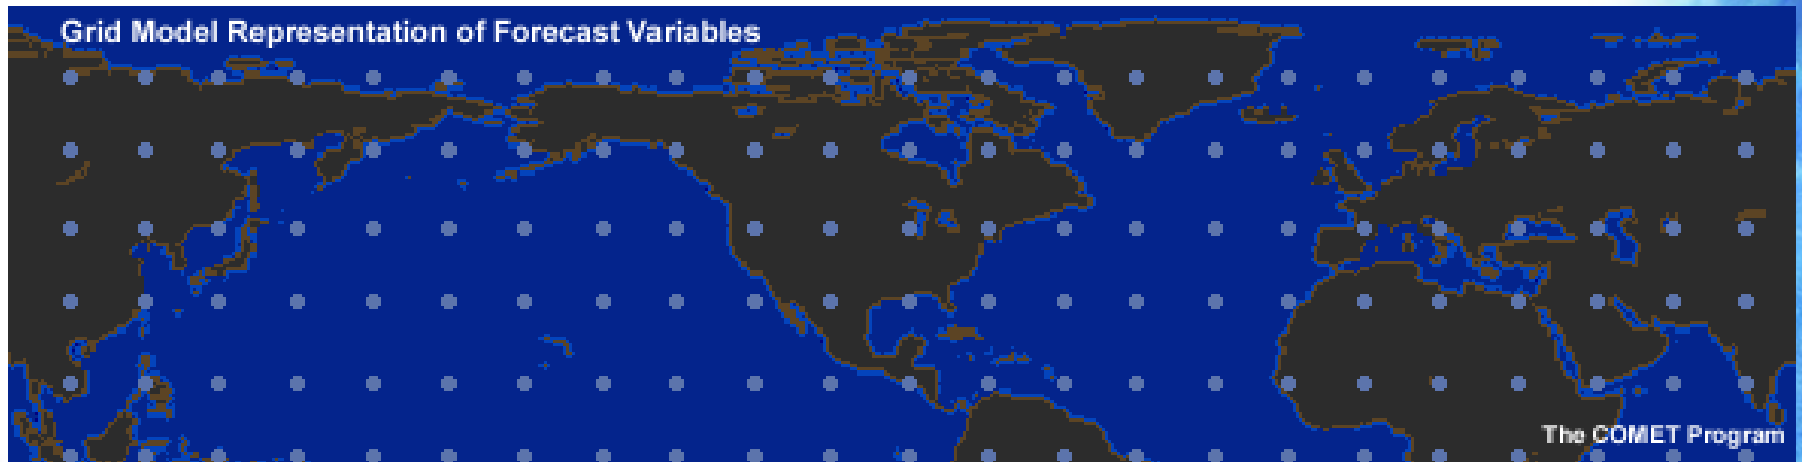 Grid Model Representation of Forecast Variables
The COMET Program